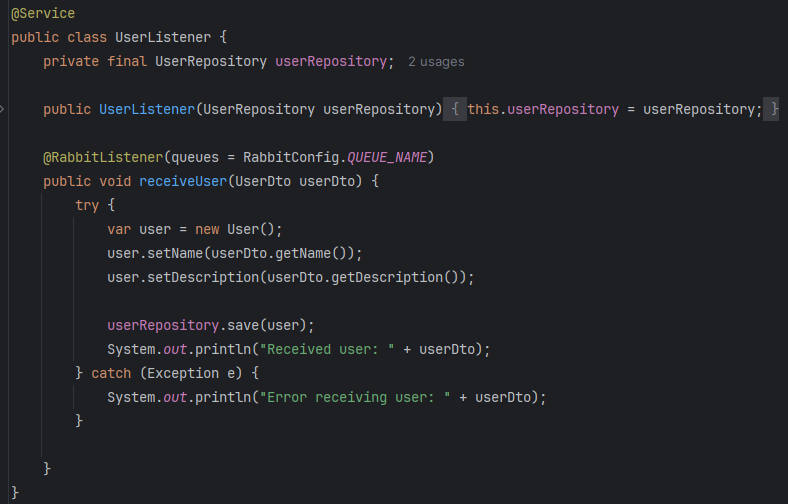 @Service
public class UserListener {
    private final UserRepository userRepository; 2 usages
    public UserListener(UserRepository userRepository) { this.userRepository = userRepository; }
    @RabbitListener(queues = RabbitConfig.QUEUE_NAME)
    public void receiveUser(UserDto userDto) {
        try {
            var user = new User();
            user.setName(userDto.getName());
            user.setDescription(userDto.getDescription());
            userRepository.save(user);
            System.out.println("Received user: " + userDto);
        } catch (Exception e) {
            System.out.println("Error receiving user: " + userDto);
        }
    }
}